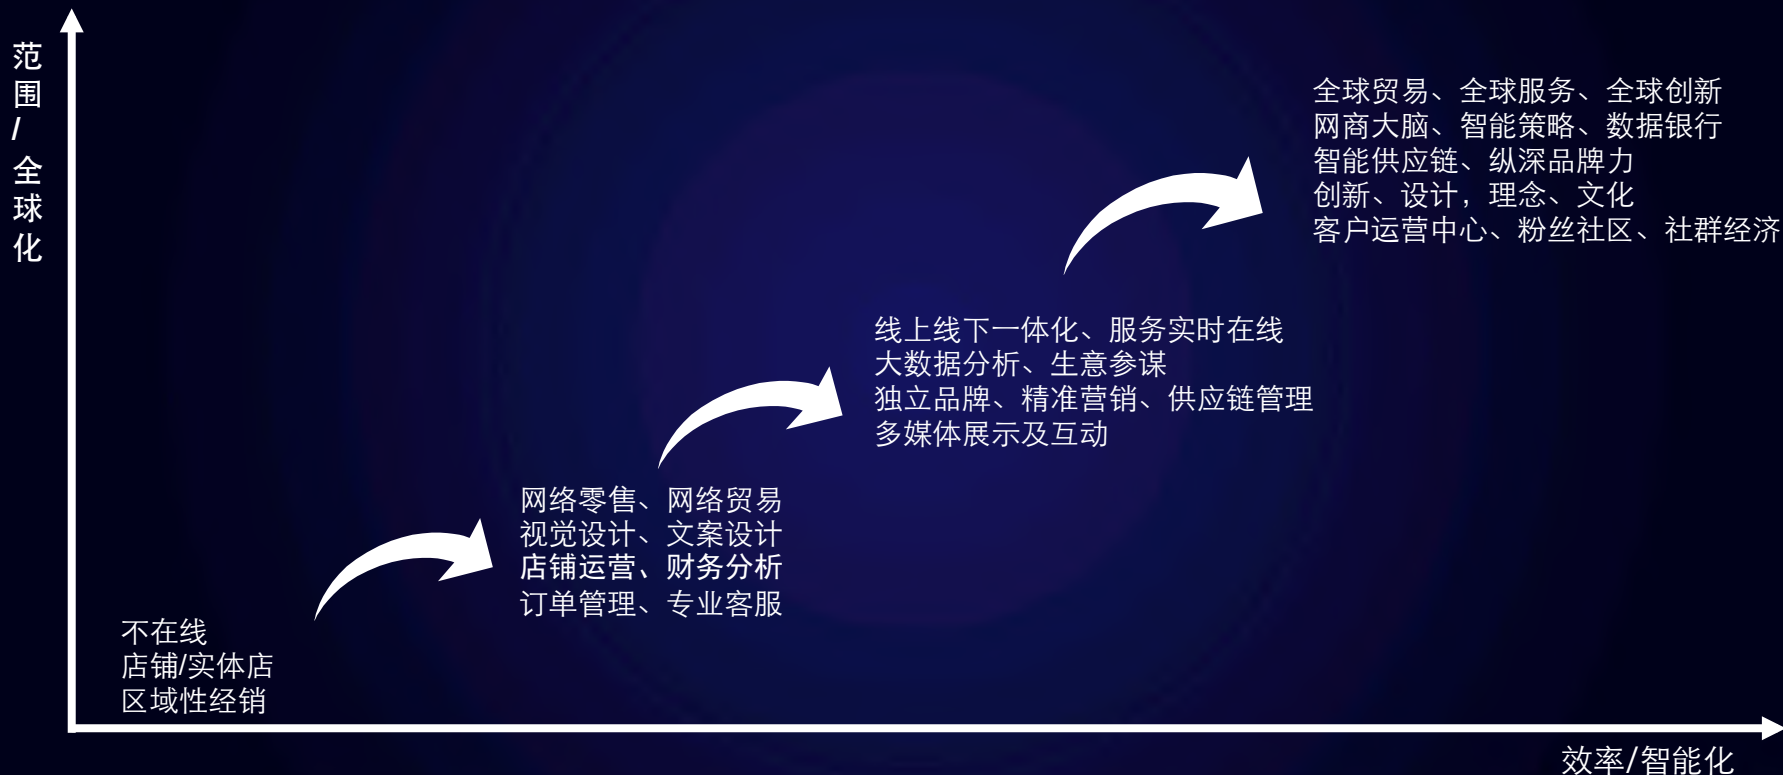 范围/全球化
全球贸易、全球服务、全球创新
网商大脑、智能策略、数据银行
智能供应链、纵深品牌力
创新、设计，理念、文化
客户运营中心、粉丝社区、社群经济
线上线下一体化、服务实时在线
大数据分析、生意参谋
独立品牌、精准营销、供应链管理
多媒体展示及互动
网络零售、网络贸易
视觉设计、文案设计
店铺运营、财务分析
订单管理、专业客服
不在线
店铺/实体店
区域性经销
效率/智能化